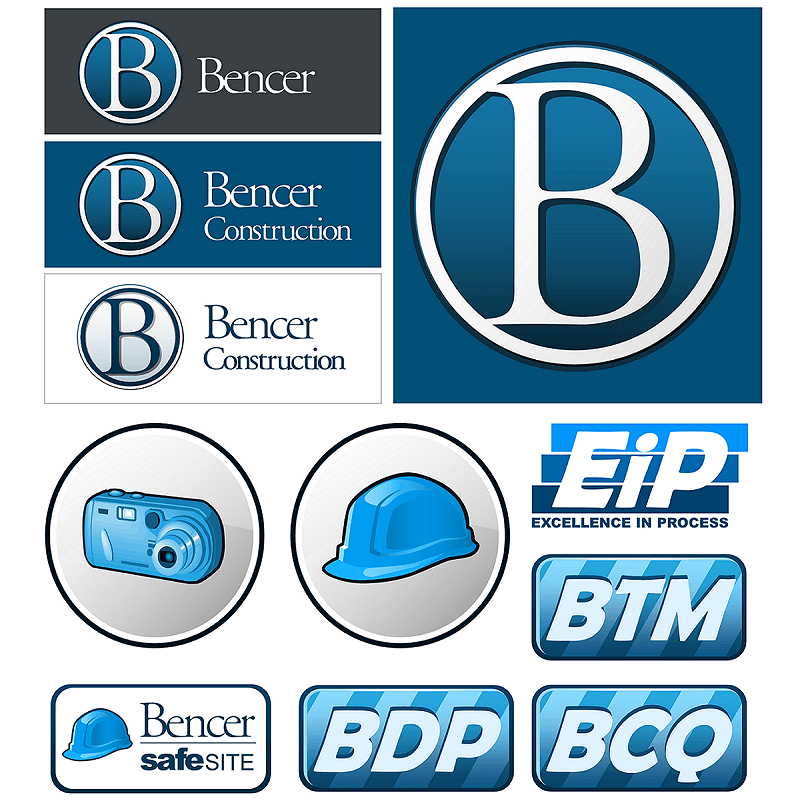 B Bencer
B
B Bencer
Construction
B Bencer
Construction
EiP
EXCELLENCE IN PROCESS
BTM
Bencer
safeSITE
BDP
BCQ